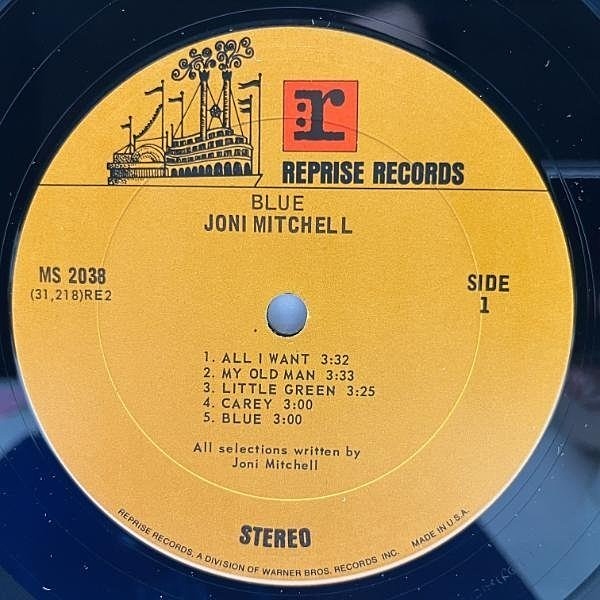 r
REPRISE RECORDS
BLUE
JONI MITCHELL
MS 2038
(31,218)RE2
SIDE
1
1. ALL I WANT 3:32
2. MY OLD MAN 3:33
3. LITTLE GREEN 3:25
4. CAREY 3:00
5. BLUE 3:00
All selections written by
Joni Mitchell
STEREO
REPRISE RECORDS, A DIVISION OF WARNER BROS. RECORDS INC. MADE IN U.S.A.